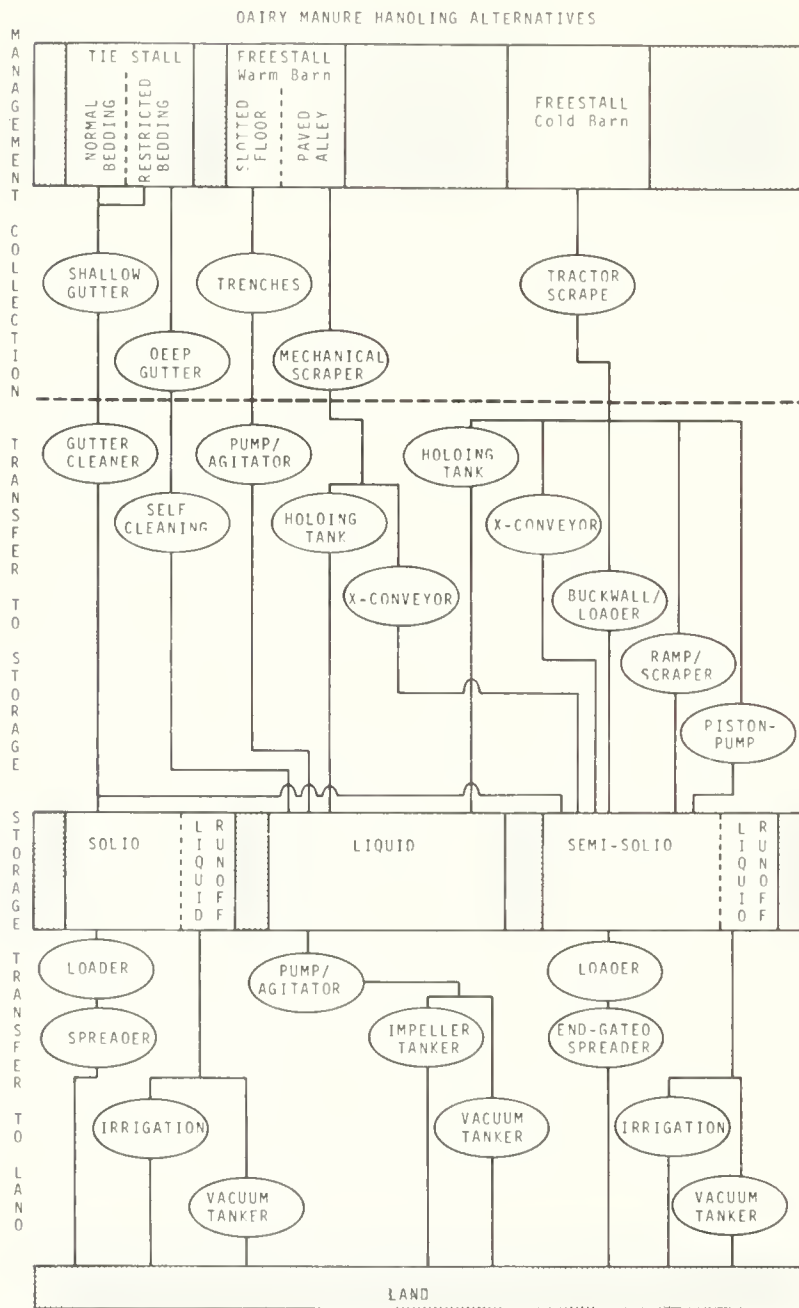 OAIRY MANURE HANDLING ALTERNATIVES
MANAGEMENT
TIE STALL
NORMAL
BEDDING
RESTRICTED
BEDDING
FREESTALL
Warm Barn
SLOTTED
FLOOR
PAVED
ALLEY
FREESTALL
Cold Barn
COLLECTION
SHALLOW
GUTTER
TRENCHES
TRACTOR
SCRAPE
OEEP
GUTTER
MECHANICAL
SCRAPER
TRANSFER TO STORAGE
GUTTER
CLEANER
PUMP/
AGITATOR
HOLOING
TANK
SELF
CLEANING
HOLOING
TANK
X-CONVEYOR
X-CONVEYOR
BUCKWALL/
LOAOER
RAMP/
SCRAPER
PISTON-
PUMP
STORAGE
SOLIO
LIQUID
RUNOFF
LIQUID
SEMI-SOLIO
LIQUIO
RUNOFF
TRANSFER TO LANO
LOADER
PUMP/
AGITATOR
LOAOER
SPREAOER
IMPELLER
TANKER
END-GATEO
SPREADER
IRRIGATION
VACUUM
TANKER
IRRIGATION
VACUUM
TANKER
VACUUM
TANKER
LAND